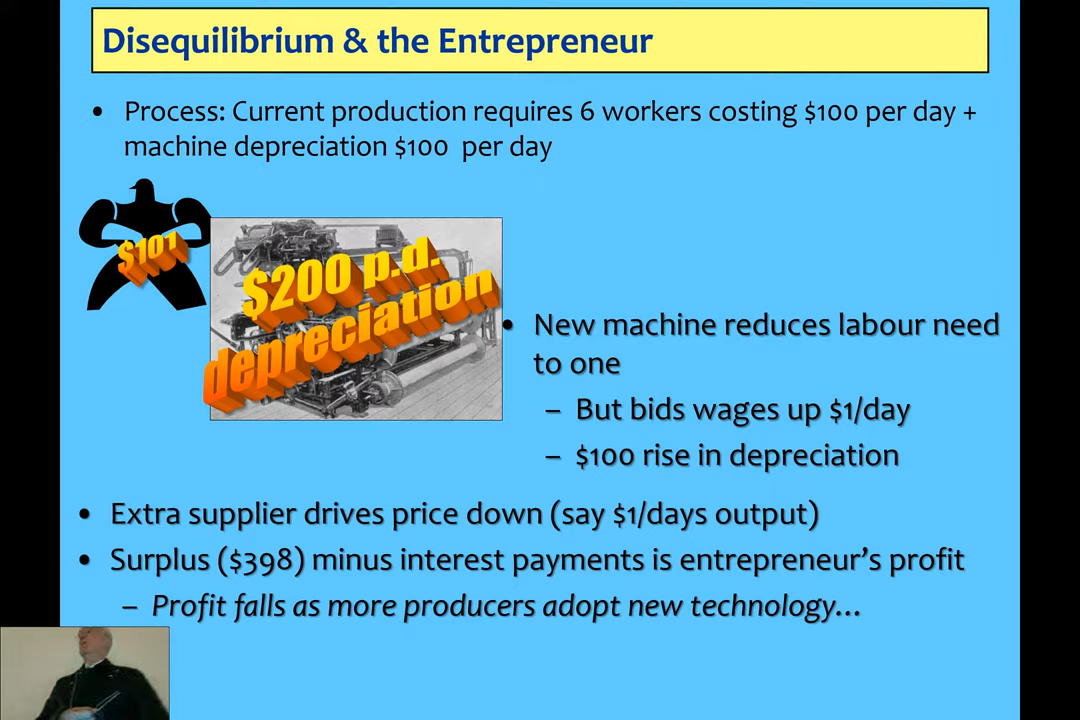 Disequilibrium & the Entrepreneur
• Process: Current production requires 6 workers costing $100 per day +
machine depreciation $100 per day
$101
$200 p.d.
depreciation
• New machine reduces labour need
to one
– But bids wages up $1/day
– $100 rise in depreciation
• Extra supplier drives price down (say $1/days output)
• Surplus ($398) minus interest payments is entrepreneur’s profit
– Profit falls as more producers adopt new technology…